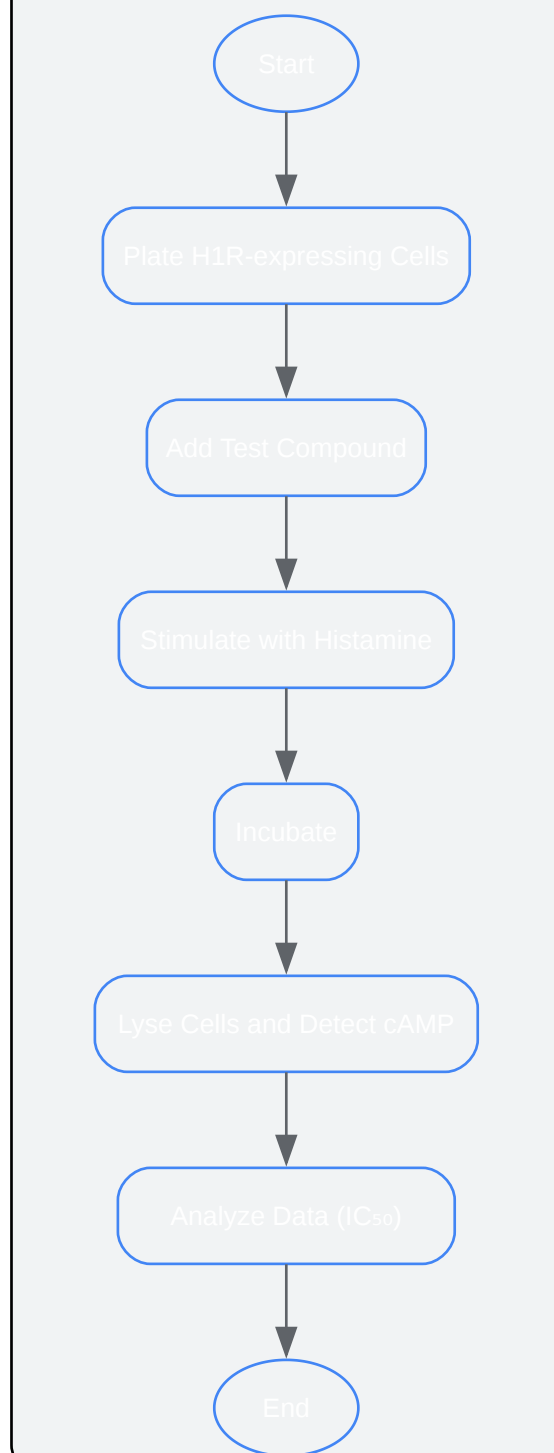 Start
Plate H1R-expressing Cells
Add Test Compound
Stimulate with Histamine
Incubate
Lyse Cells and Detect cAMP
Analyze Data (IC₅₀)
End